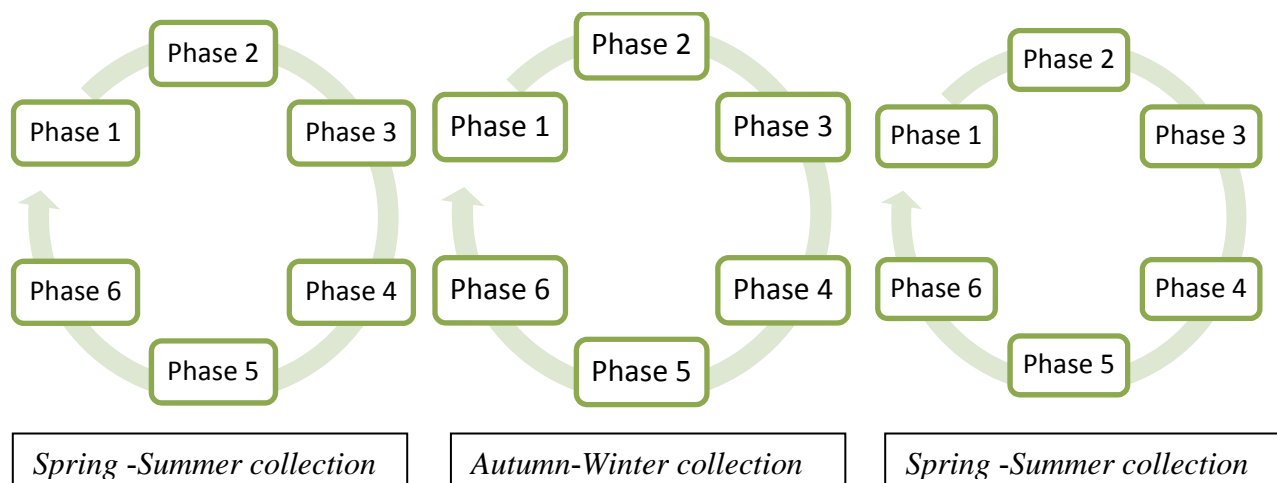 Phase 1
Phase 2
Phase 3
Phase 4
Phase 5
Phase 6
Spring -Summer collection
Phase 1
Phase 2
Phase 3
Phase 4
Phase 5
Phase 6
Autumn-Winter collection
Phase 1
Phase 2
Phase 3
Phase 4
Phase 5
Phase 6
Spring -Summer collection